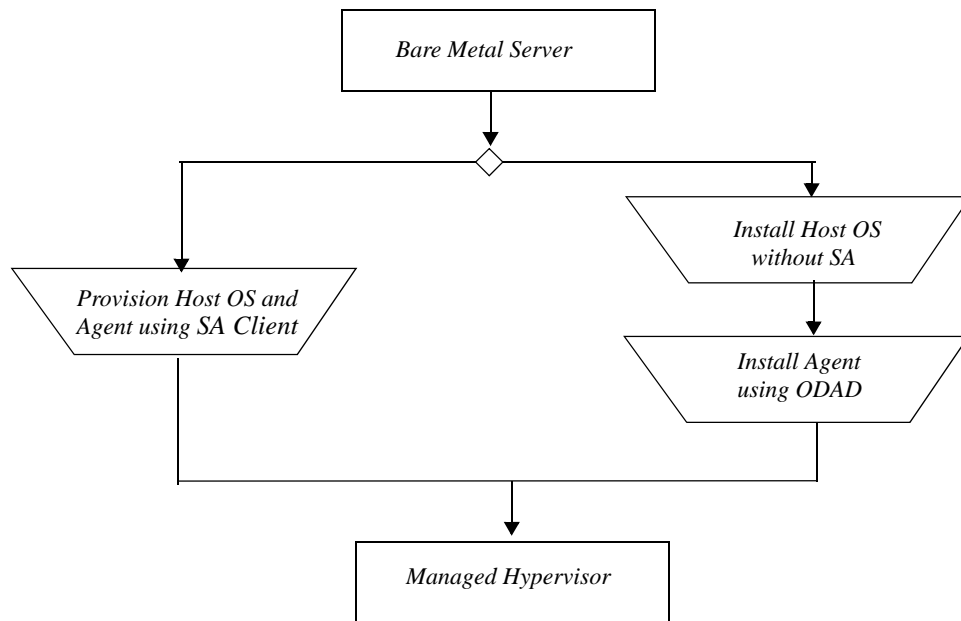 Bare Metal Server
Install Host OS
without SA
Provision Host OS and
Agent using SA Client
Install Agent
using ODAD
Managed Hypervisor